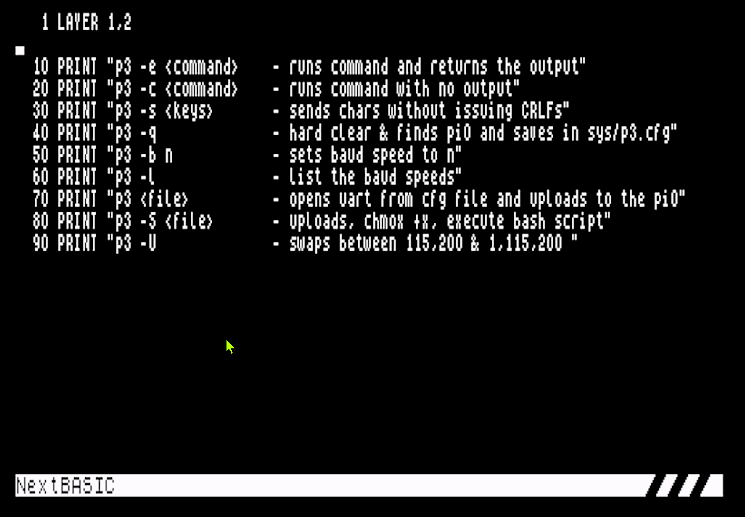 1 LAYER 1,2
10 PRINT "p3 -e <command>    - runs command and returns the output"
20 PRINT "p3 -c <command>    - runs command with no output"
30 PRINT "p3 -s <keys>       - sends chars without issuing CRLFs"
40 PRINT "p3 -q              - hard clear & finds pi0 and saves in sys/p3.cfg"
50 PRINT "p3 -b n            - sets baud speed to n"
60 PRINT "p3 -l              - list the baud speeds"
70 PRINT "p3 <file>          - opens uart from cfg file and uploads to the pi0"
80 PRINT "p3 -S <file>       - uploads, chmox +x, execute bash script"
90 PRINT "p3 -U              - swaps between 115,200 & 1,115,200 "
NextBASIC